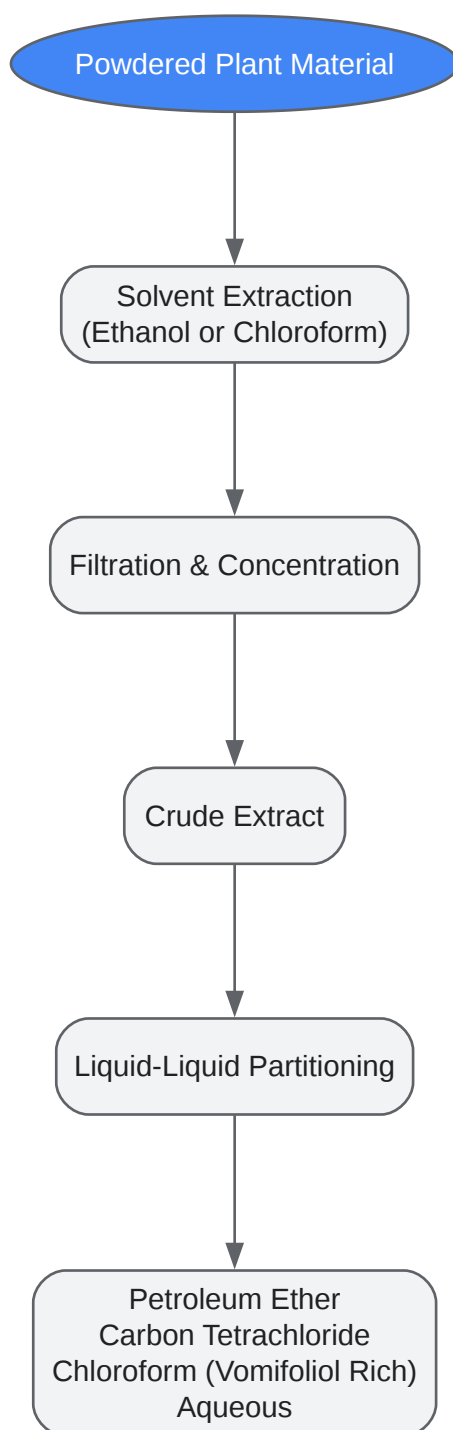 Powdered Plant Material
Solvent Extraction
(Ethanol or Chloroform)
Filtration & Concentration
Crude Extract
Liquid-Liquid Partitioning
Petroleum Ether
Carbon Tetrachloride
Chloroform (Vomifoliol Rich)
Aqueous